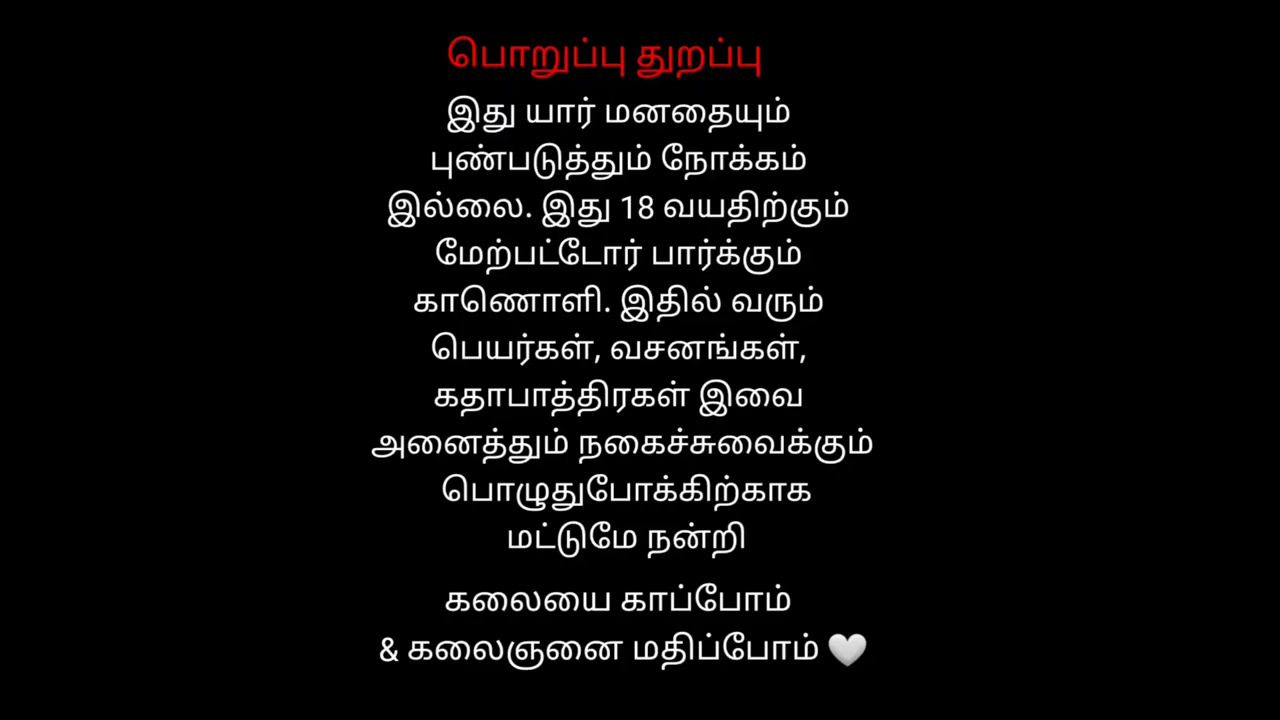 பொறுப்பு துறப்பு
இது யார் மனதையும்
புண்படுத்தும் நோக்கம்
இல்லை. இது 18 வயதிற்கும்
மேற்பட்டோர் பார்க்கும்
காணொளி. இதில் வரும்
பெயர்கள், வசனங்கள்,
கதாபாத்திரகள் இவை
அனைத்தும் நகைச்சுவைக்கும்
பொழுதுபோக்கிற்காக
மட்டுமே நன்றி
கலையை காப்போம்
& கலைஞனை மதிப்போம் 🤍